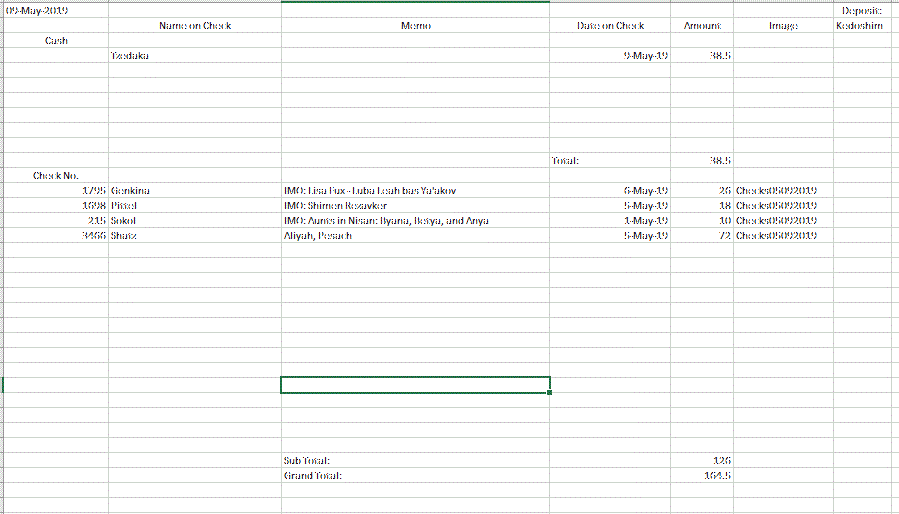 09-May-2019 Deposit:
Name on Check Memo Date on Check Amount Image Kedoshim
Cash
Tzedaka 9-May-19 38.5
Total: 38.5
Check No.
1795 Genkina IMO: Lisa Fux - Luba Leah bas Ya'akov 6-May-19 26 Checks05092019
1698 Pittel IMO: Shimen Rezavker 5-May-19 18 Checks05092019
215 Sokol IMO: Aunts in Nisan: Byana, Betya, and Anya 1-May-19 10 Checks05092019
3466 Shatz Aliyah, Pesach 5-May-19 72 Checks05092019
Sub Total: 126
Grand Total: 164.5